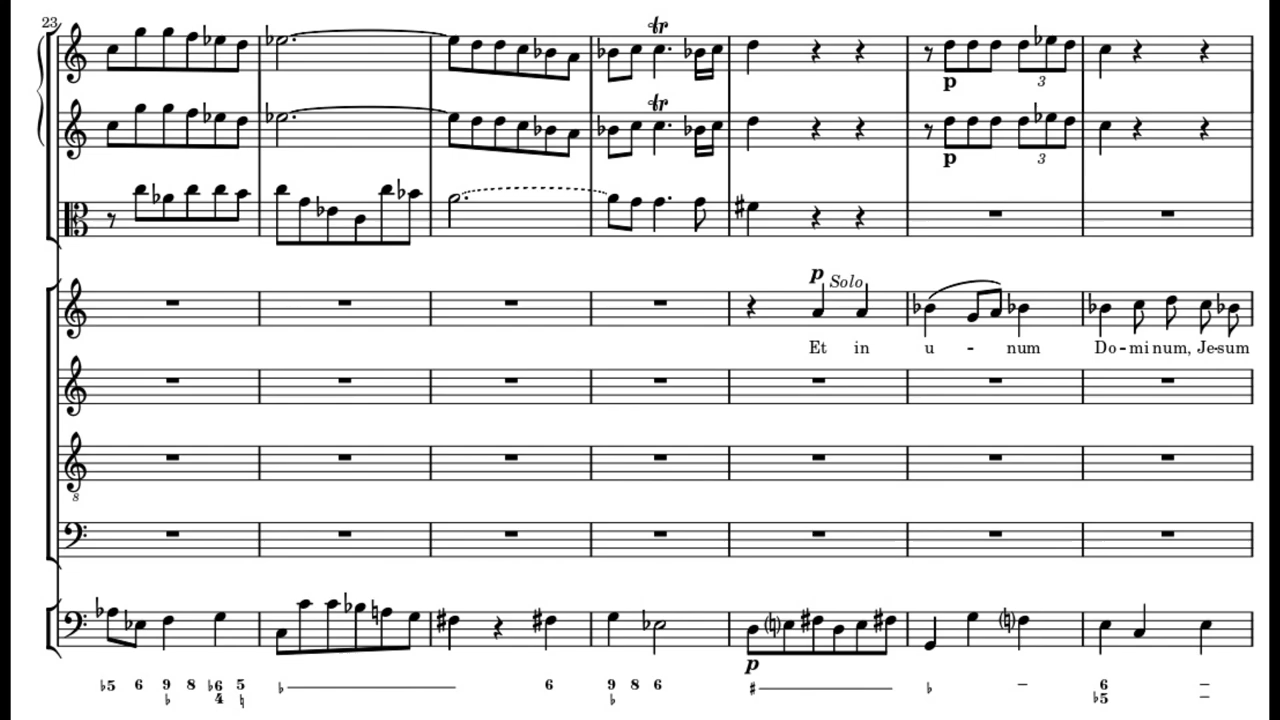 23
tr
tr
p
3
p
3
p Solo
Et in u - num Do - mi num, Je - sum
8
p
♭5 6 9 8 ♭6 5 ♭ 6 9 8 6 ♯ ♭ – 6 –
♭ 4 ♮ ♭ ♭5 –